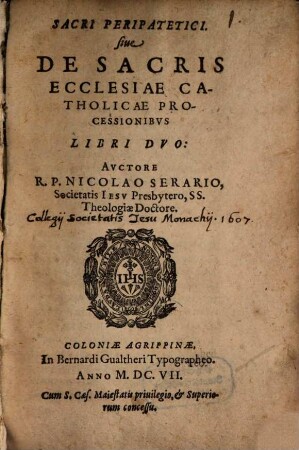 SACRI PERIPATETICI.
siue
DE SACRIS
ECCLESIAE CA-
THOLICAE PRO-
CESSIONIBVS
LIBRI DVO:
AVCTORE
R. P. NICOLAO SERARIO,
Societatis IESV Presbytero, SS.
Theologiæ Doctore.
Collegij Societatis Jesu Monachij. 1607
IHS
COLONIÆ AGRIPPINÆ,
In Bernardi Gualtheri Typographeo.
ANNO M. DC. VII.
Cum S. Cæs. Maiestatis priuilegio, & Superio-
rum concessu.